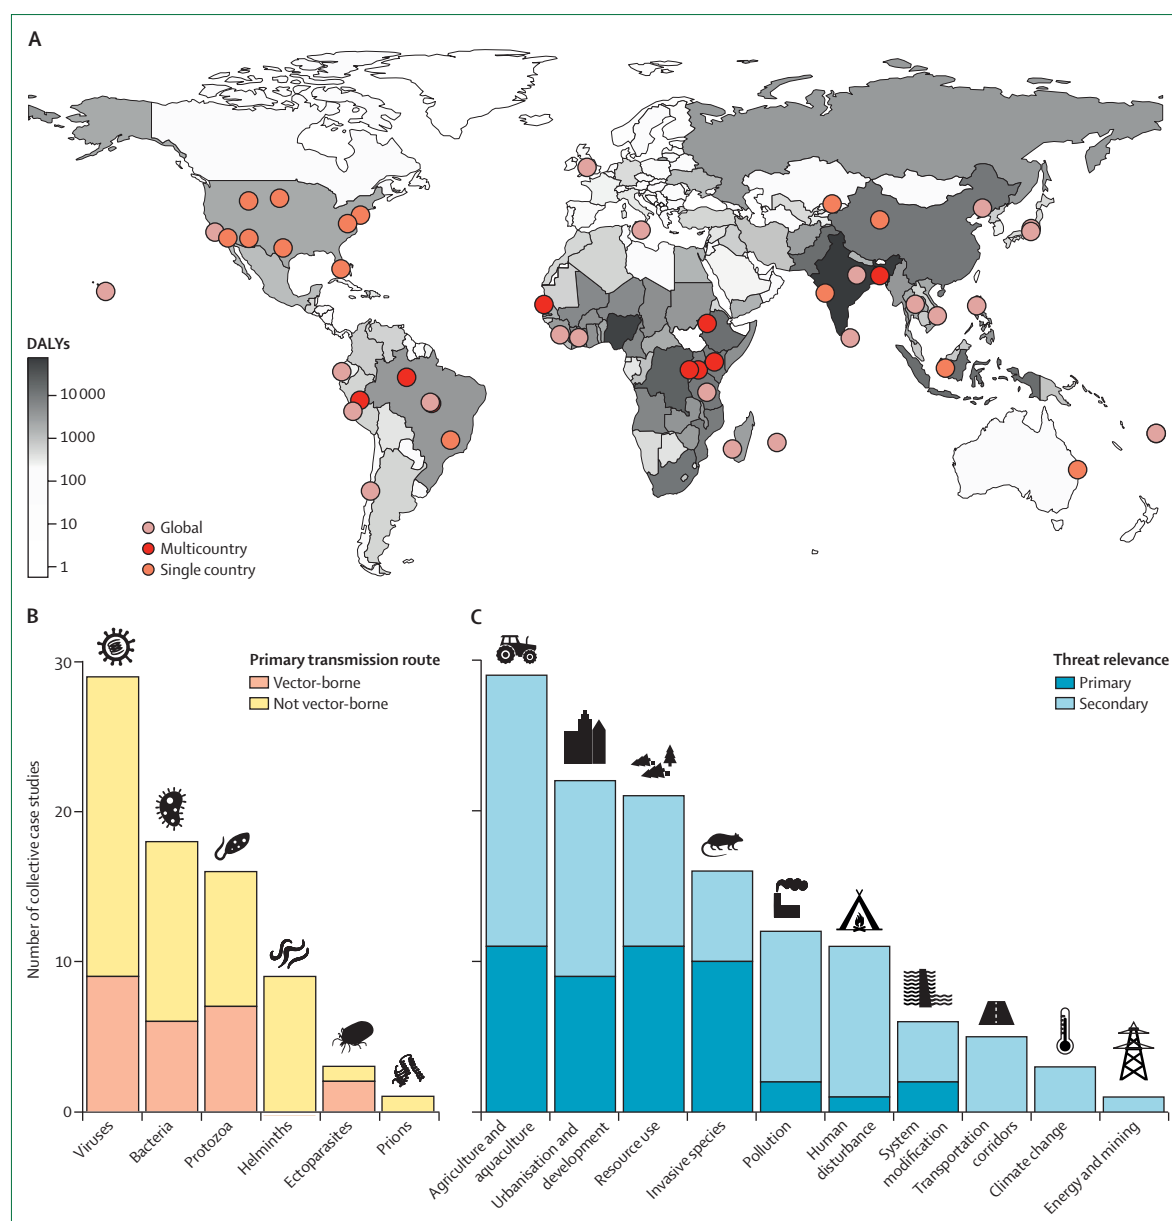 A
DALYs
10 000
1000
100
10
1
Global
Multicountry
Single country
B
Primary transmission route
Vector-borne
Not vector-borne
Number of collective case studies
30
20
10
0
Viruses
Bacteria
Protozoa
Helminths
Ectoparasites
Prions
C
Threat relevance
Primary
Secondary
Agriculture and
aquaculture
Urbanisation and
development
Resource use
Invasive species
Pollution
Human
disturbance
System
modification
Transportation
corridors
Climate change
Energy and mining